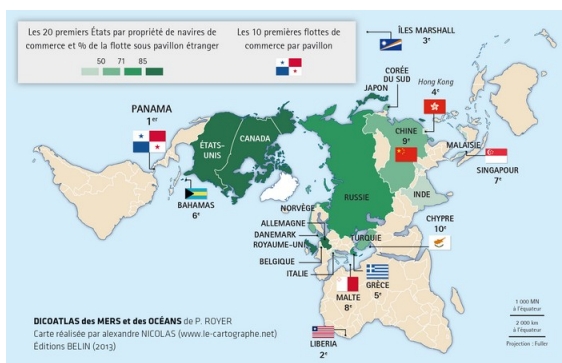 Les 20 premiers États par propriété de navires de
commerce et % de la flotte sous pavillon étranger
50 71 85
Les 10 premières flottes de
commerce par pavillon
ÎLES MARSHALL
3e
CORÉE
DU SUD
JAPON
Hong Kong
4e
PANAMA
1er
ÉTATS-
UNIS
CANADA
CHINE
9e
MALAISIE
SINGAPOUR
7e
BAHAMAS
6e
RUSSIE
INDE
NORVÈGE
ALLEMAGNE
DANEMARK
ROYAUME-UNI
BELGIQUE
ITALIE
TURQUIE
CHYPRE
10e
GRÈCE
5e
MALTE
8e
LIBERIA
2e
DICOATLAS des MERS et des OCÉANS de P. ROYER
Carte réalisée par alexandre NICOLAS (www.le-cartographe.net)
Éditions BELIN (2013)
1 000 MN
à l'équateur
2 000 km
à l'équateur
Projection : Fuller